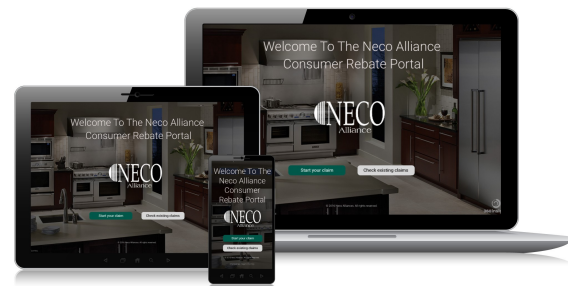 Welcome To The Neco Alliance
Consumer Rebate Portal
NECO
Alliance
Start your claim
Check existing claims
Welcome To The Neco Alliance
Consumer Rebate Portal
NECO
Alliance
Start your claim
Check existing claims
Welcome To The
Neco Alliance
Consumer
Rebate Portal
NECO
Alliance
Start your claim
Check existing claims